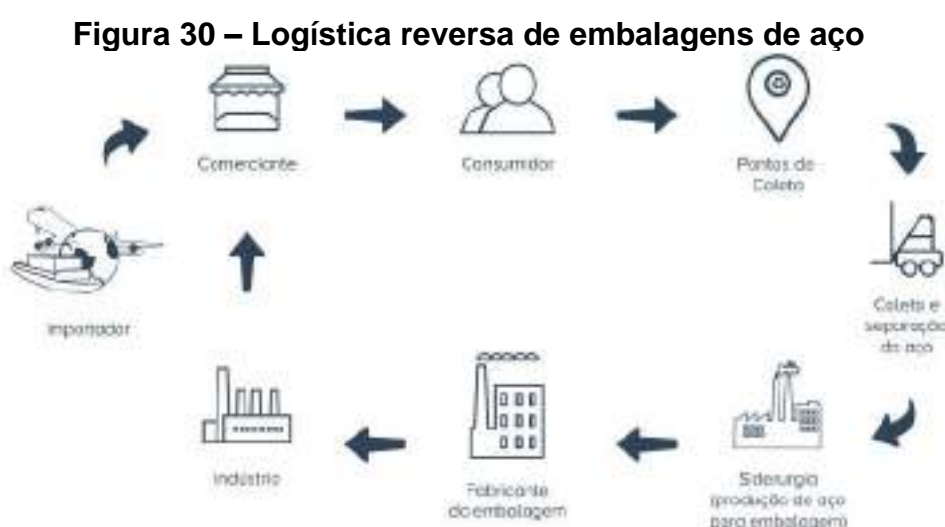 Figura 30 – Logística reversa de embalagens de aço
Comerciante
Consumidor
Pontos de
Coleta
Importador
Coleta e
separação
do aço
Indústria
Fabricante
de embalagem
Siderurgia
(produção de aço
para embalagem)